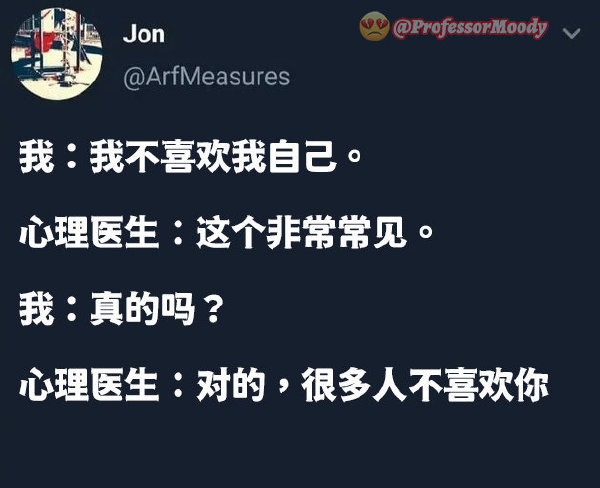 Jon
@ProfessorMoody
@ArfMeasures
我：我不喜欢我自己。
心理医生：这个非常常见。
我：真的吗？
心理医生：对的，很多人不喜欢你